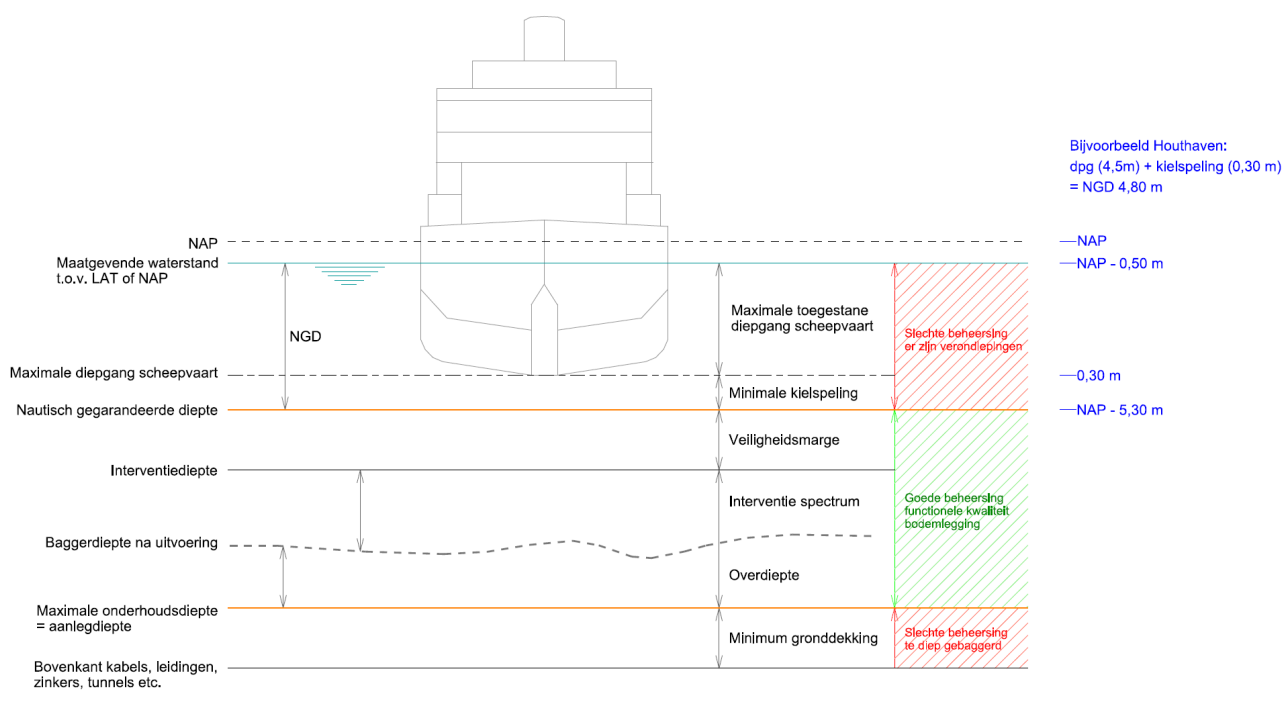 Bijvoorbeeld Houthaven:
dpg (4,5m) + kielspeling (0,30 m)
= NGD 4,80 m
NAP
NAP
Maatgevende waterstand
t.o.v. LAT of NAP
NAP - 0,50 m
Maximale toegestane
diepgang scheepvaart
NGD
Slechte beheersing
er zijn verondiepingen
Maximale diepgang scheepvaart
0,30 m
Minimale kielspeling
Nautisch gegarandeerde diepte
NAP - 5,30 m
Veiligheidsmarge
Interventiediepte
Interventie spectrum
Goede beheersing
functionele kwaliteit
bodemlegging
Baggerdiepte na uitvoering
Overdiepte
Maximale onderhoudsdiepte
= aanlegdiepte
Minimum gronddekking
Slechte beheersing
te diep gebaggerd
Bovenkant kabels, leidingen,
zinkers, tunnels etc.